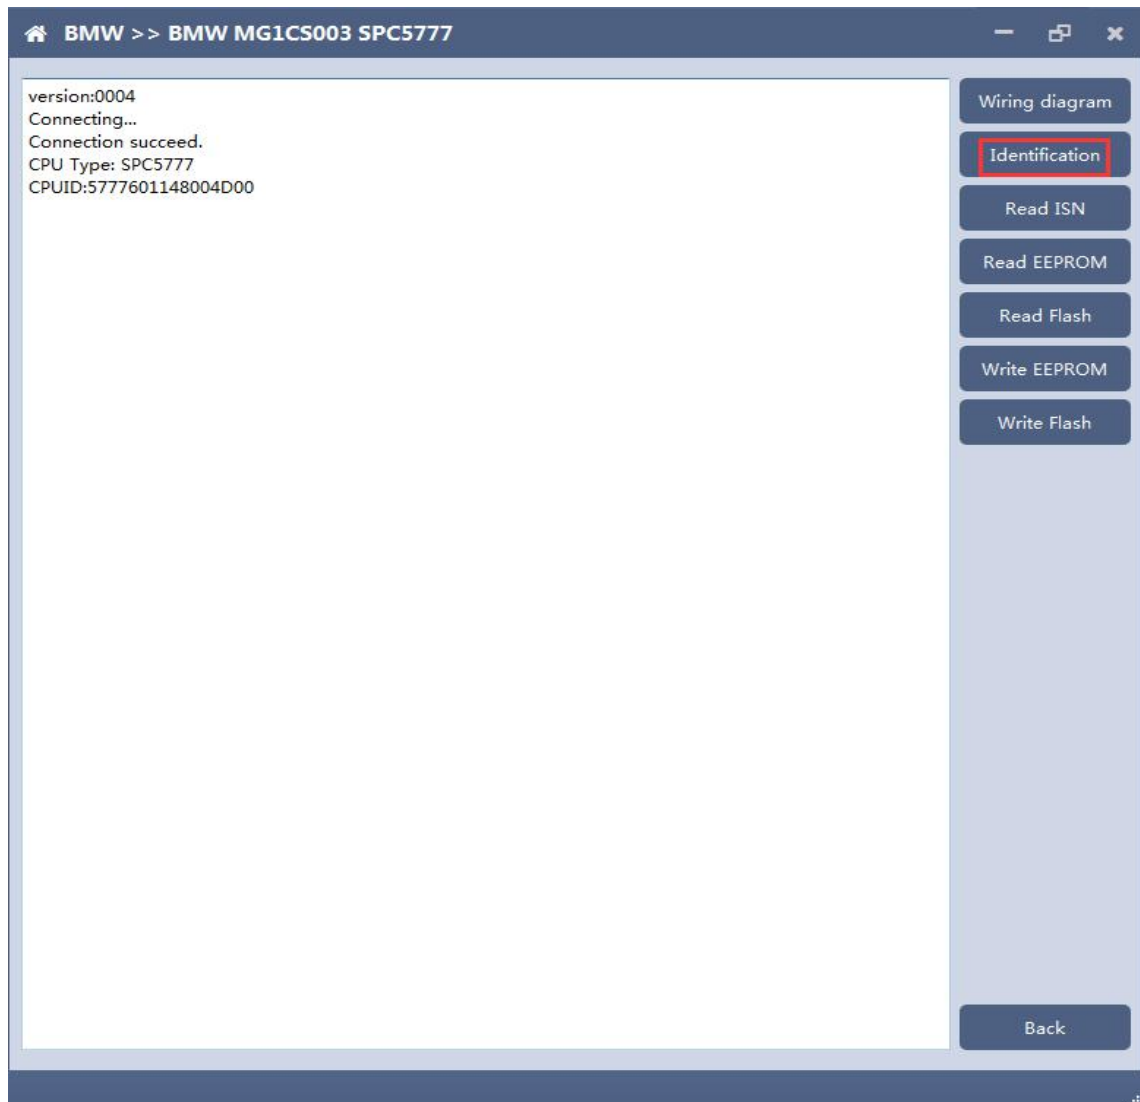 BMW >> BMW MG1CS003 SPC5777
version:0004
Connecting...
Connection succeed.
CPU Type: SPC5777
CPUID:5777601148004D00
Wiring diagram
Identification
Read ISN
Read EEPROM
Read Flash
Write EEPROM
Write Flash
Back